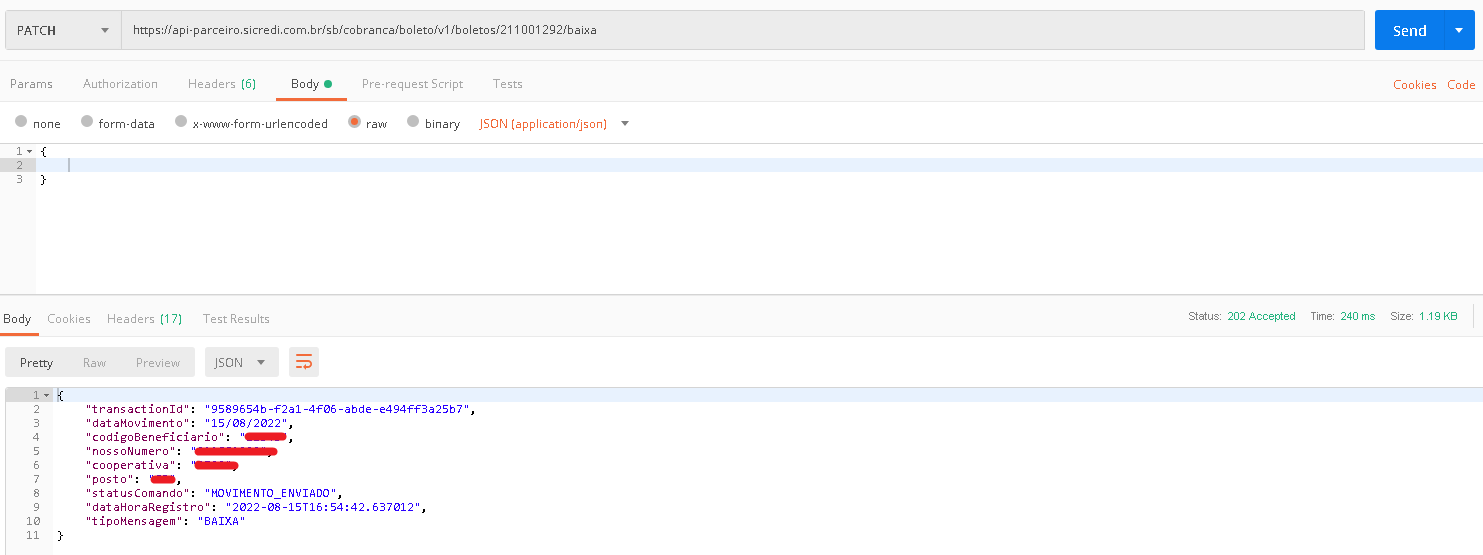 PATCH https://api-parceiro.sicredi.com.br/sb/cobranca/boleto/v1/boletos/211001292/baixa Send
Params Authorization Headers (6) Body Pre-request Script Tests Cookies Code
none form-data x-www-form-urlencoded raw binary JSON (application/json)
1 {
2
3 }
Body Cookies Headers (17) Test Results Status: 202 Accepted Time: 240 ms Size: 1.19 KB
Pretty Raw Preview JSON
1 {
2 "transactionId": "9589654b-f2a1-4f06-abde-e494ff3a25b7",
3 "dataMovimento": "15/08/2022",
4 "codigoBeneficiario": "
5 "nossoNumero": "
6 "cooperativa": "
7 "posto": "
8 "statusComando": "MOVIMENTO_ENVIADO",
9 "dataHoraRegistro": "2022-08-15T16:54:42.637012",
10 "tipoMensagem": "BAIXA"
11 }